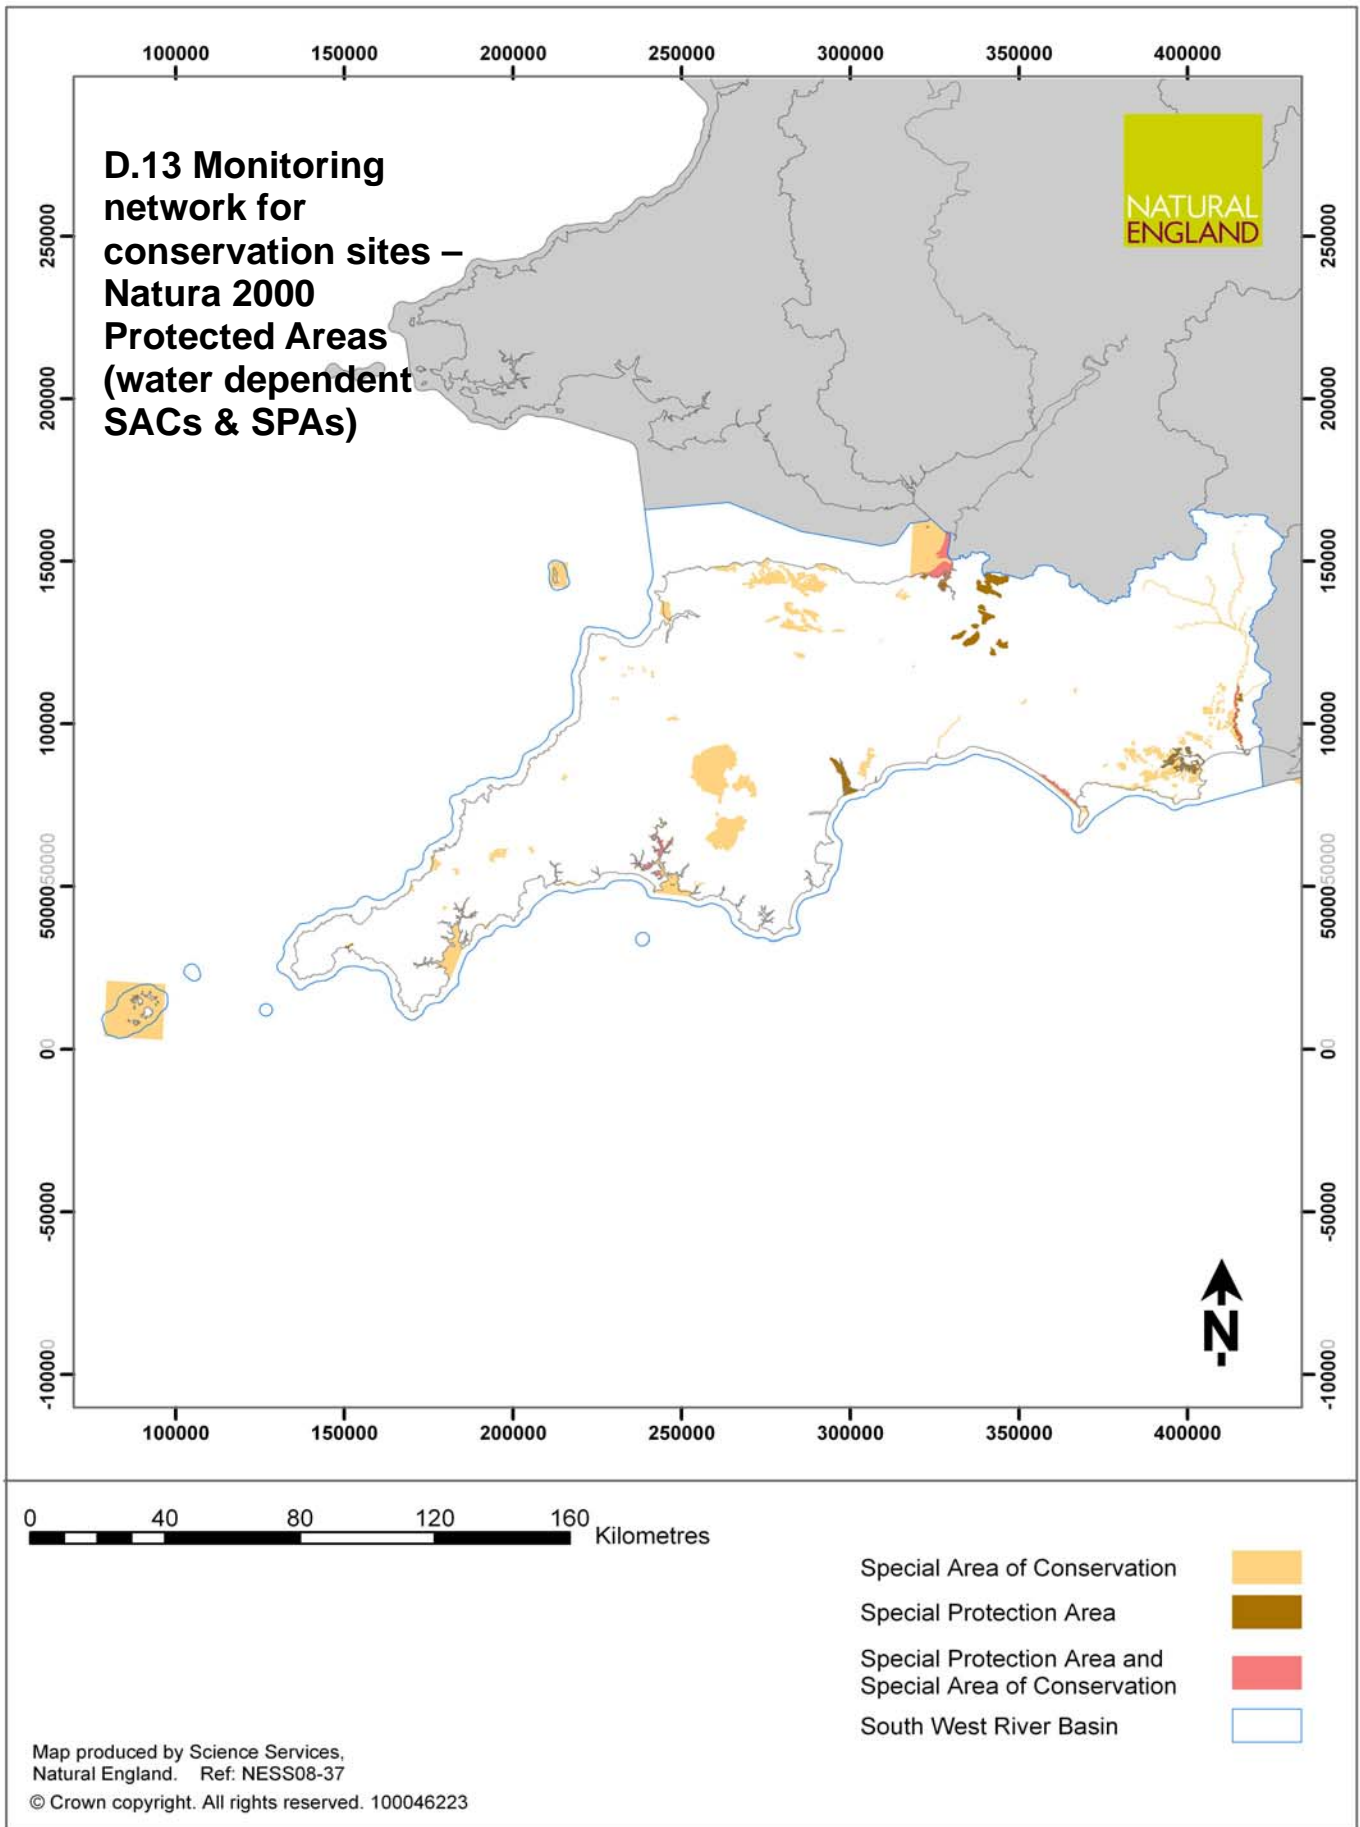 100000 150000 200000 250000 300000 350000 400000
D.13 Monitoring
network for
conservation sites –
Natura 2000
Protected Areas
(water dependent
SACs & SPAs)
NATURAL
ENGLAND
250000
200000
150000
100000
5000050000
00
-50000
-100000
250000
200000
150000
100000
5000050000
00
-50000
-100000
N
100000 150000 200000 250000 300000 350000 400000
0 40 80 120 160 Kilometres
Special Area of Conservation
Special Protection Area
Special Protection Area and
Special Area of Conservation
South West River Basin
Map produced by Science Services,
Natural England. Ref: NESS08-37
© Crown copyright. All rights reserved. 100046223